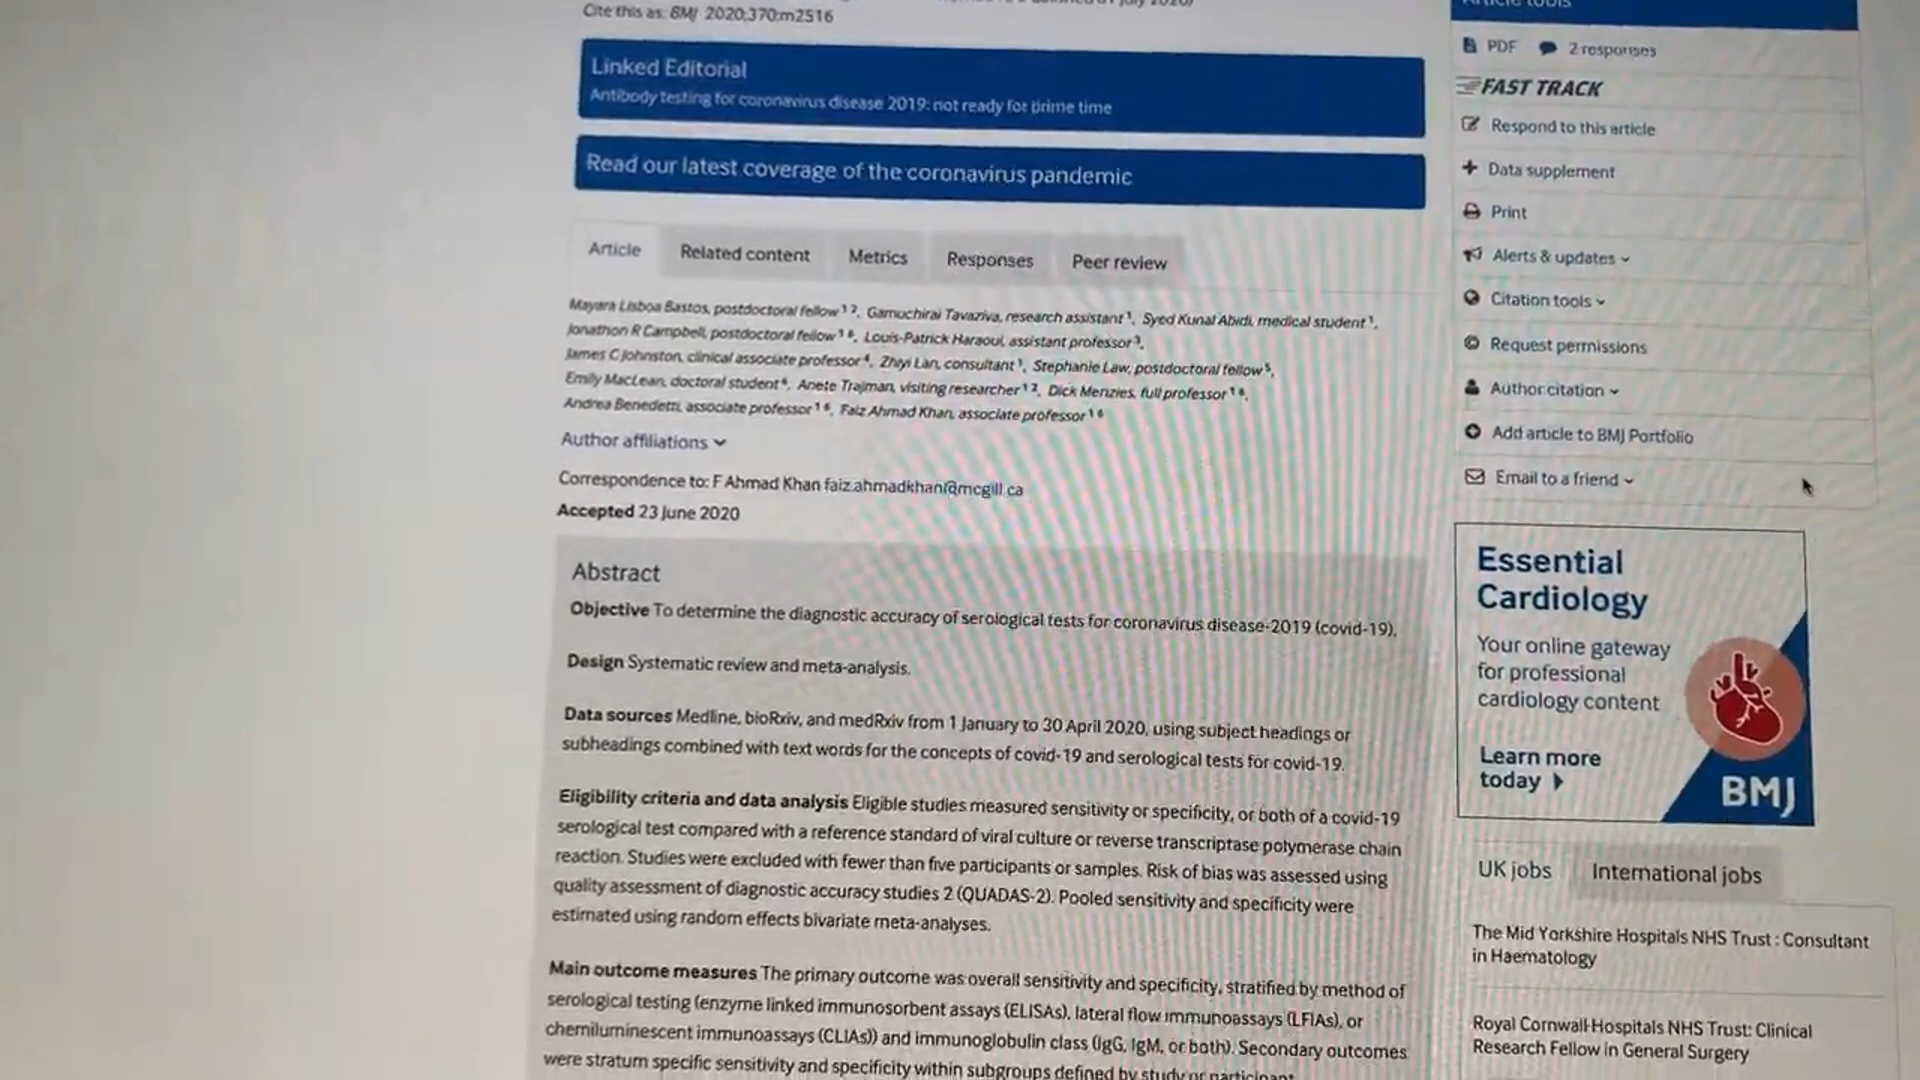 Cite this as: BMJ 2020;370:m2516
Linked Editorial
Antibody testing for coronavirus disease 2019: not ready for prime time
Read our latest coverage of the coronavirus pandemic
Article Related content Metrics Responses Peer review
Mayara Lisboa Bastos, postdoctoral fellow 1 2, Gamuchirai Tavaziva, research assistant 1, Syed Kunal Abidi, medical student 1,
Jonathon R Campbell, postdoctoral fellow, Louis-Patrick Haraoui, assistant professor 3,
James C Johnston, clinical associate professor 4, Zhiyi Lan, consultant 1, Stephanie Law, postdoctoral fellow 5,
Emily MacLean, doctoral student 6, Anete Trajman, visiting researcher 1 2, Dick Menzies, full professor 1 6,
Andrea Benedetti, associate professor 1 6, Faiz Ahmad Khan, associate professor 1 6
Author affiliations
Correspondence to: F Ahmad Khan faiz.ahmadkhan@mcgill.ca
Accepted 23 June 2020
Abstract
Objective To determine the diagnostic accuracy of serological tests for coronavirus disease-2019 (covid-19).
Design Systematic review and meta-analysis.
Data sources Medline, bioRxiv, and medRxiv from 1 January to 30 April 2020, using subject headings or
subheadings combined with text words for the concepts of covid-19 and serological tests for covid-19.
Eligibility criteria and data analysis Eligible studies measured sensitivity or specificity, or both of a covid-19
serological test compared with a reference standard of viral culture or reverse transcriptase polymerase chain
reaction. Studies were excluded with fewer than five participants or samples. Risk of bias was assessed using
quality assessment of diagnostic accuracy studies 2 (QUADAS-2). Pooled sensitivity and specificity were
estimated using random effects bivariate meta-analyses.
Main outcome measures The primary outcome was overall sensitivity and specificity, stratified by method of
serological testing (enzyme linked immunosorbent assays (ELISAs), lateral flow immunoassays (LFIAs), or
chemiluminescent immunoassays (CLIAs)) and immunoglobulin class (IgG, IgM, or both). Secondary outcomes
were stratum specific sensitivity and specificity within subgroups defined by study or participant
Article tools
PDF 2 responses
FAST TRACK
Respond to this article
Data supplement
Print
Alerts & updates
Citation tools
Request permissions
Author citation
Add article to BMJ Portfolio
Email to a friend
Essential
Cardiology
Your online gateway
for professional
cardiology content
Learn more
today
BMJ
UK jobs International jobs
The Mid Yorkshire Hospitals NHS Trust : Consultant
in Haematology
Royal Cornwall Hospitals NHS Trust: Clinical
Research Fellow in General Surgery